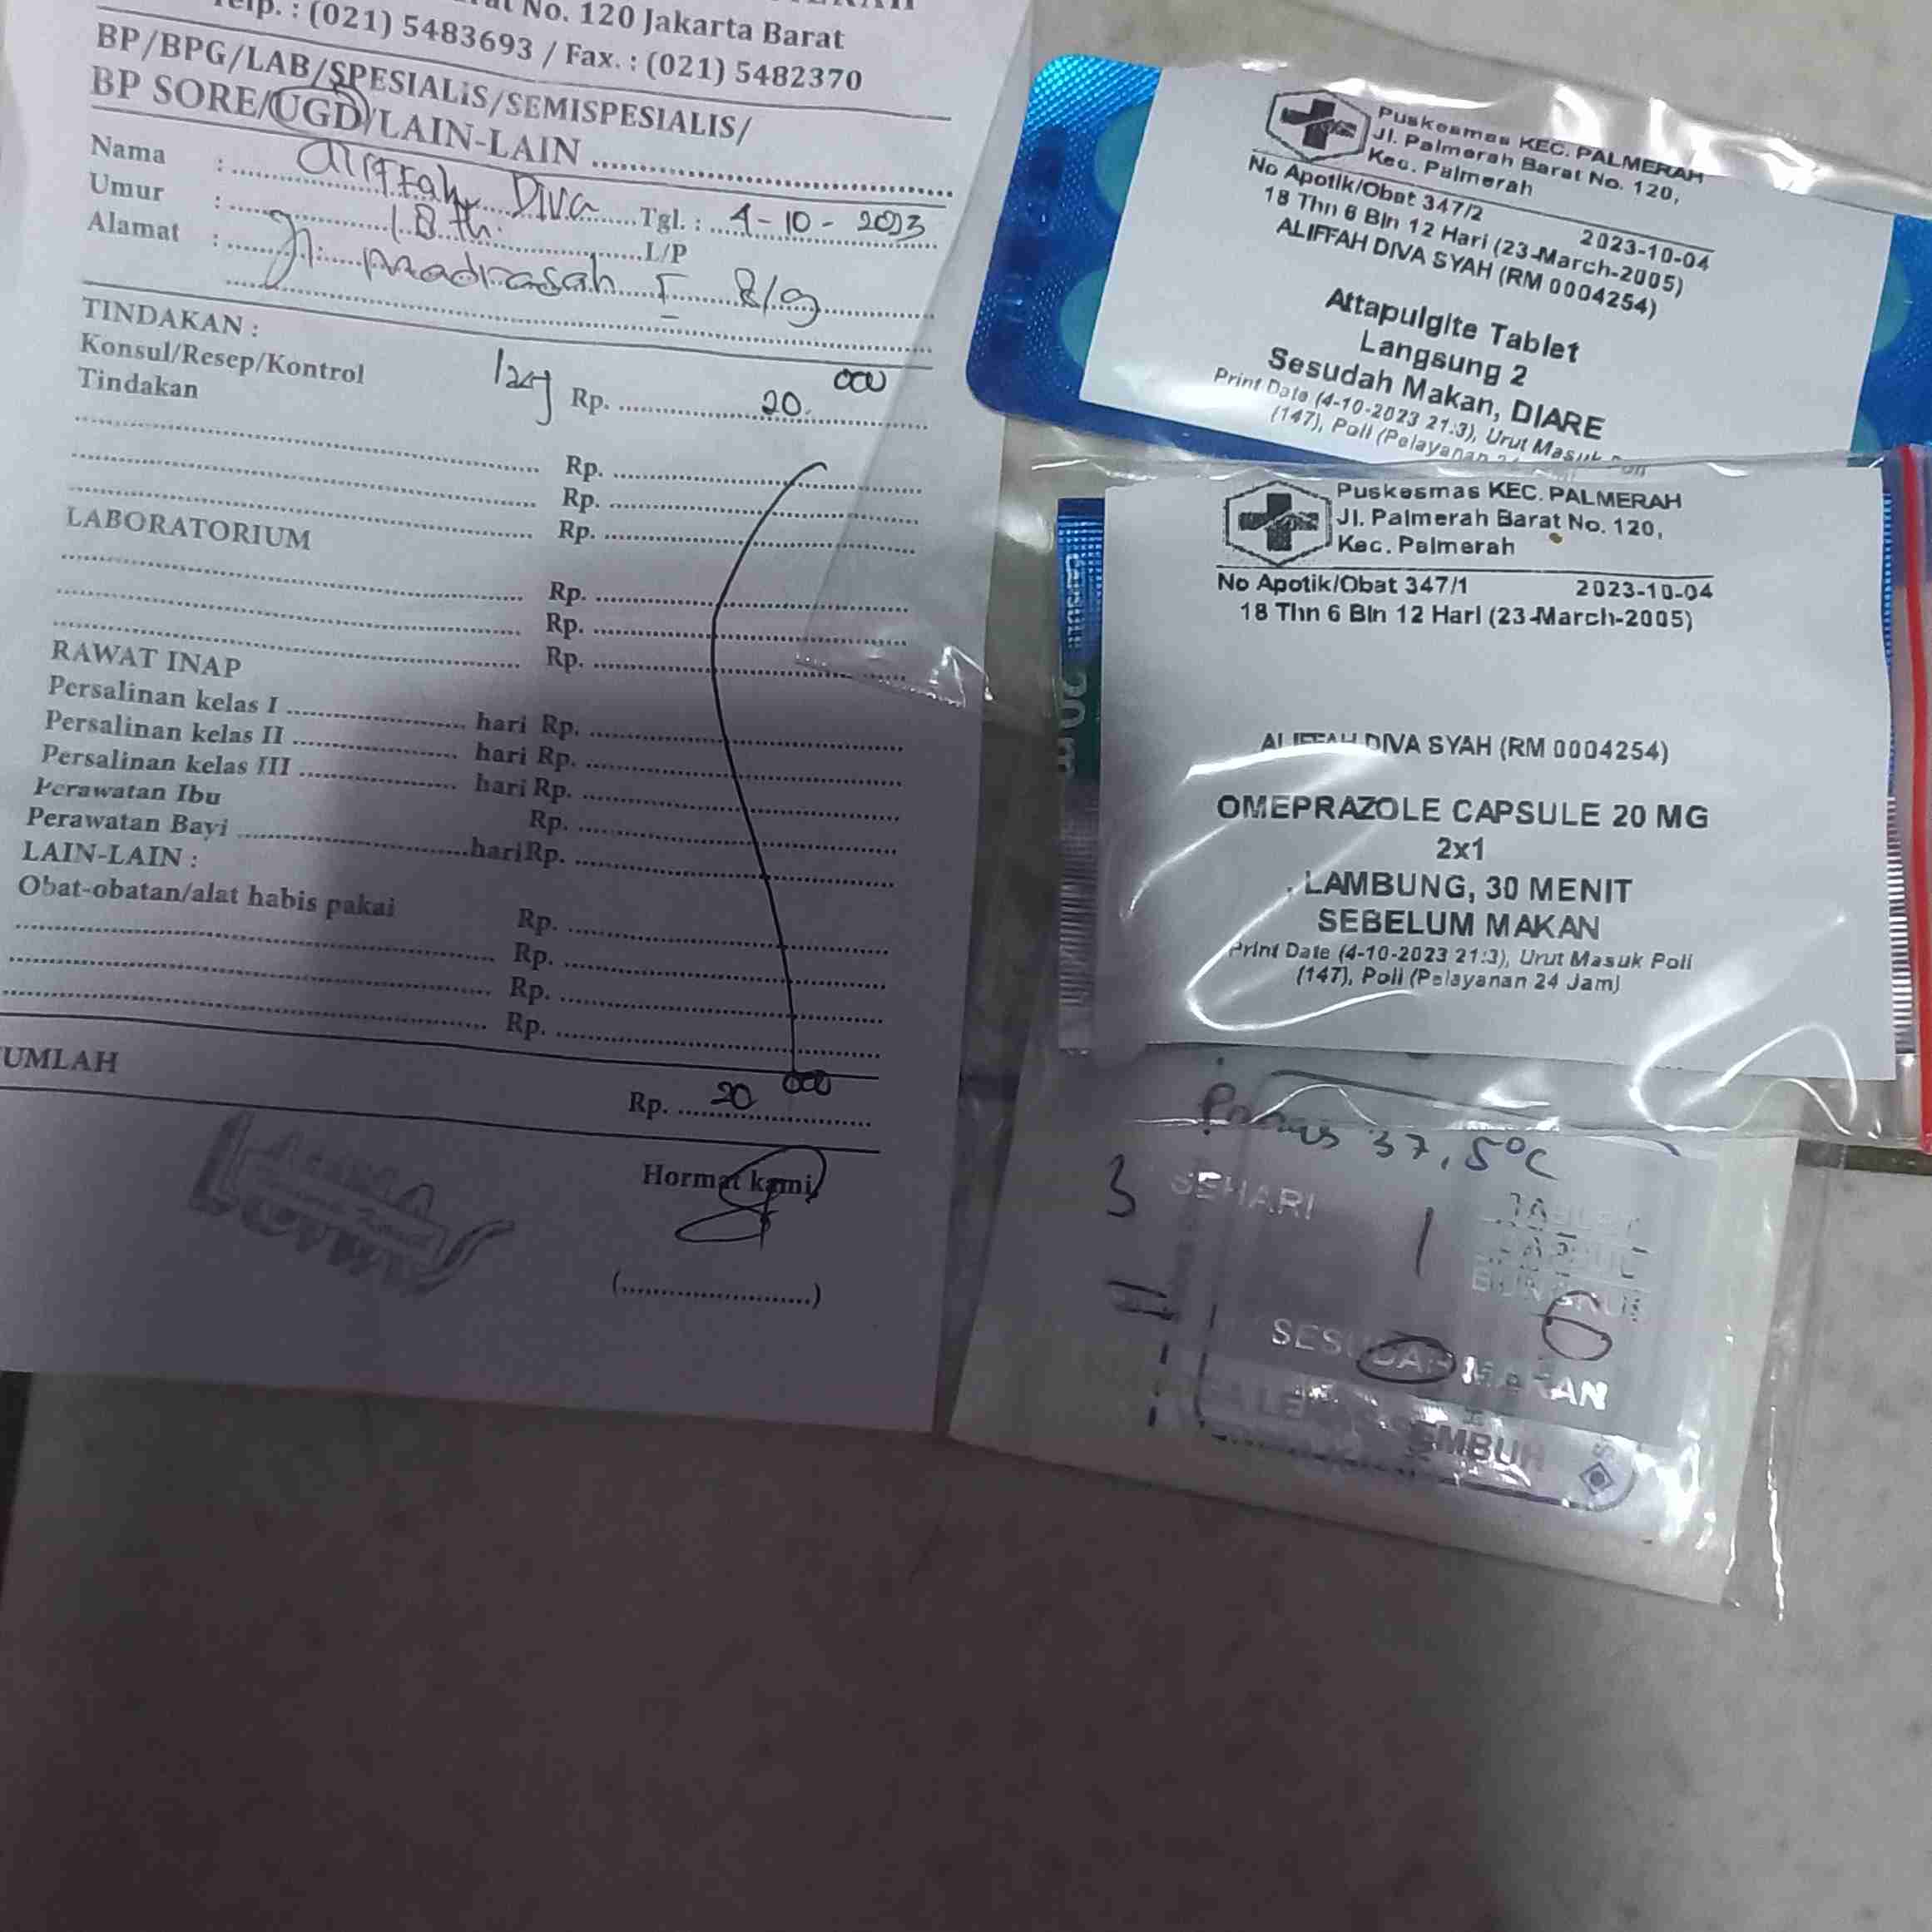 No. 120 Jakarta Barat
Telp. : (021) 5483693 / Fax. : (021) 5482370
BP/BPG/LAB/SPESIALIS/SEMISPESIALIS/
BP SORE/UGD/LAIN-LAIN
Nama : Aliffah Diva Tgl. : 4-10-2023
Umur : 18 th. L/P
Alamat : Jl. Madrasah I 8/9
TINDAKAN :
Konsul/Resep/Kontrol Rp. 20.000
Tindakan
Rp.
Rp.
Rp.
LABORATORIUM
Rp.
Rp.
Rp.
RAWAT INAP
Persalinan kelas I hari Rp.
Persalinan kelas II hari Rp.
Persalinan kelas III hari Rp.
Perawatan Ibu Rp.
Perawatan Bayi hari Rp.
LAIN-LAIN :
Obat-obatan/alat habis pakai Rp.
Rp.
Rp.
Rp.
UMLAH Rp. 20 000
Hormat kami,
(........................)
Puskesmas KEC. PALMERAH
Jl. Palmerah Barat No. 120,
Kec. Palmerah
No Apotik/Obat 347/2 2023-10-04
18 Thn 6 Bln 12 Hari (23-March-2005)
ALIFFAH DIVA SYAH (RM 0004254)
Attapulgite Tablet
Langsung 2
Sesudah Makan, DIARE
Print Date (4-10-2023 21:3), Urut Masuk Poli
(147), Poli (Pelayanan
Puskesmas KEC. PALMERAH
Jl. Palmerah Barat No. 120,
Kec. Palmerah
No Apotik/Obat 347/1 2023-10-04
18 Thn 6 Bln 12 Hari (23-March-2005)
ALIFFAH DIVA SYAH (RM 0004254)
OMEPRAZOLE CAPSULE 20 MG
2x1
LAMBUNG, 30 MENIT
SEBELUM MAKAN
Print Date (4-10-2023 21:3), Urut Masuk Poli
(147), Poli (Pelayanan 24 Jam)
Panas 37,5°C
3 SEHARI 1 TABLET
BUNGKUS
SESUDAH MAKAN
SEMBUH